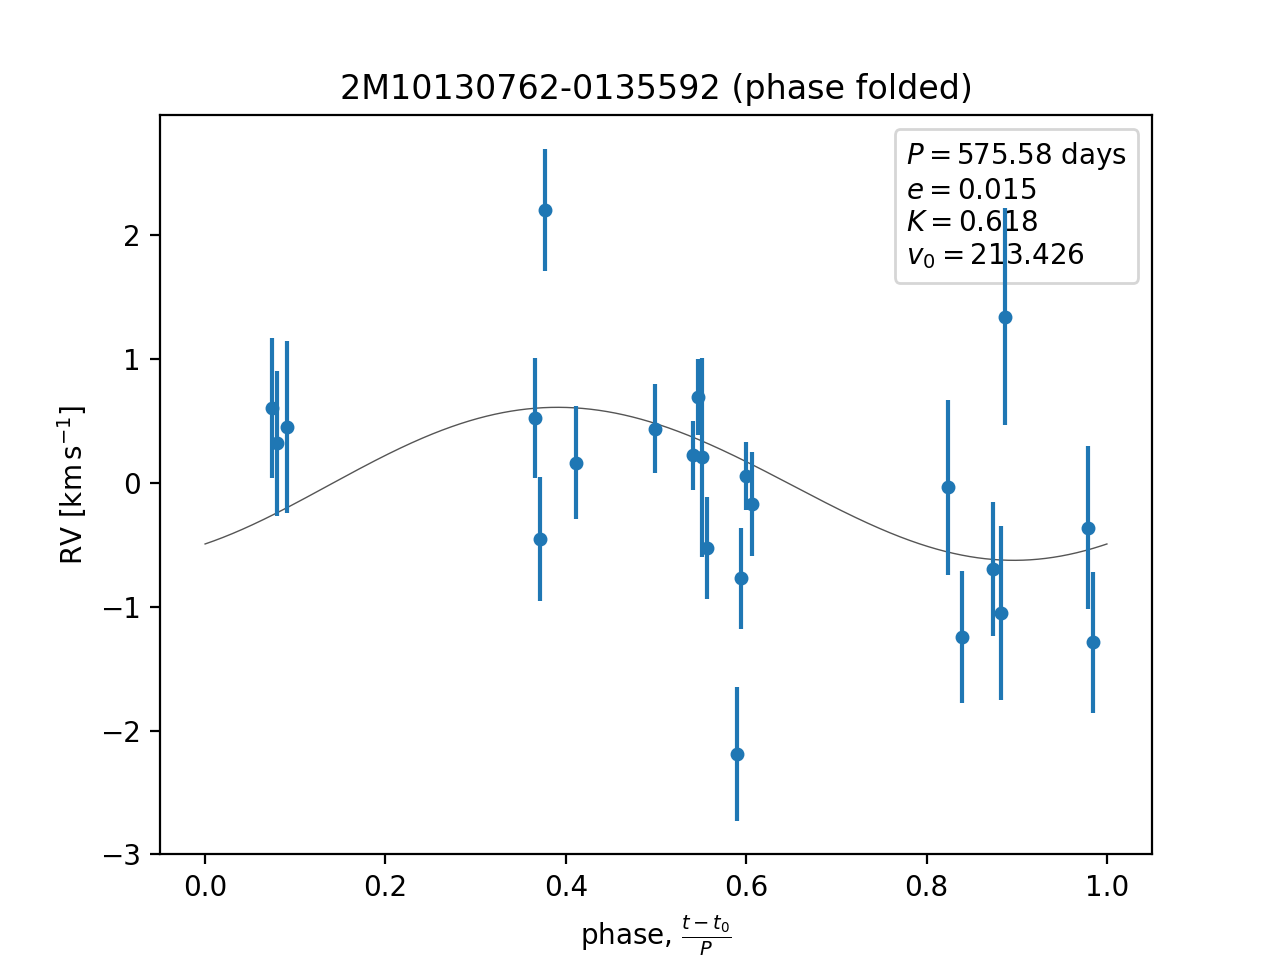 2M10130762-0135592 (phase folded)
P = 575.58 days
e = 0.015
K = 0.618
v₀ = 213.426
RV [km s⁻¹]
2
1
0
−1
−2
−3
0.0 0.2 0.4 0.6 0.8 1.0
phase, (t − t₀)/P